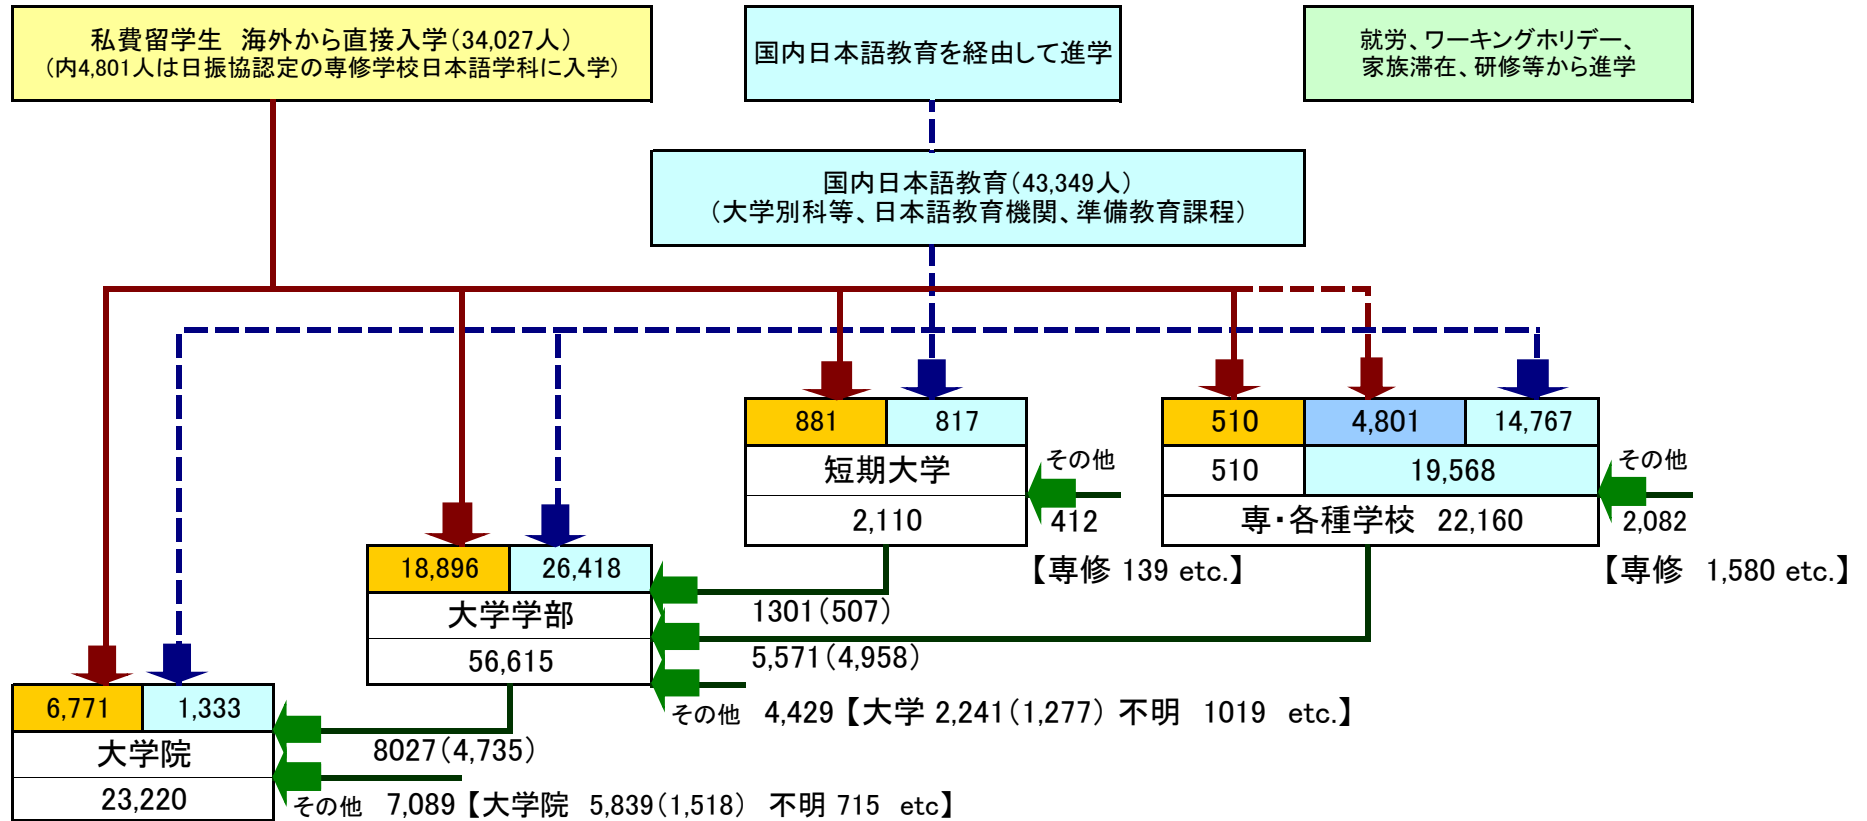 私費留学生　海外から直接入学（34,027人）
（内4,801人は日振協認定の専修学校日本語学科に入学）
国内日本語教育を経由して進学
就労、ワーキングホリデー、
家族滞在、研修等から進学
国内日本語教育（43,349人）
（大学別科等、日本語教育機関、準備教育課程）
881
817
短期大学
2,110
その他
412
【専修 139 etc.】
510
4,801
14,767
510
19,568
専・各種学校　22,160
その他
2,082
【専修　1,580 etc.】
18,896
26,418
大学学部
56,615
1301（507）
5,571（4,958）
その他　4,429【大学 2,241（1,277） 不明　1019　etc.】
6,771
1,333
大学院
23,220
8027（4,735）
その他　7,089【大学院　5,839（1,518）　不明 715　etc】